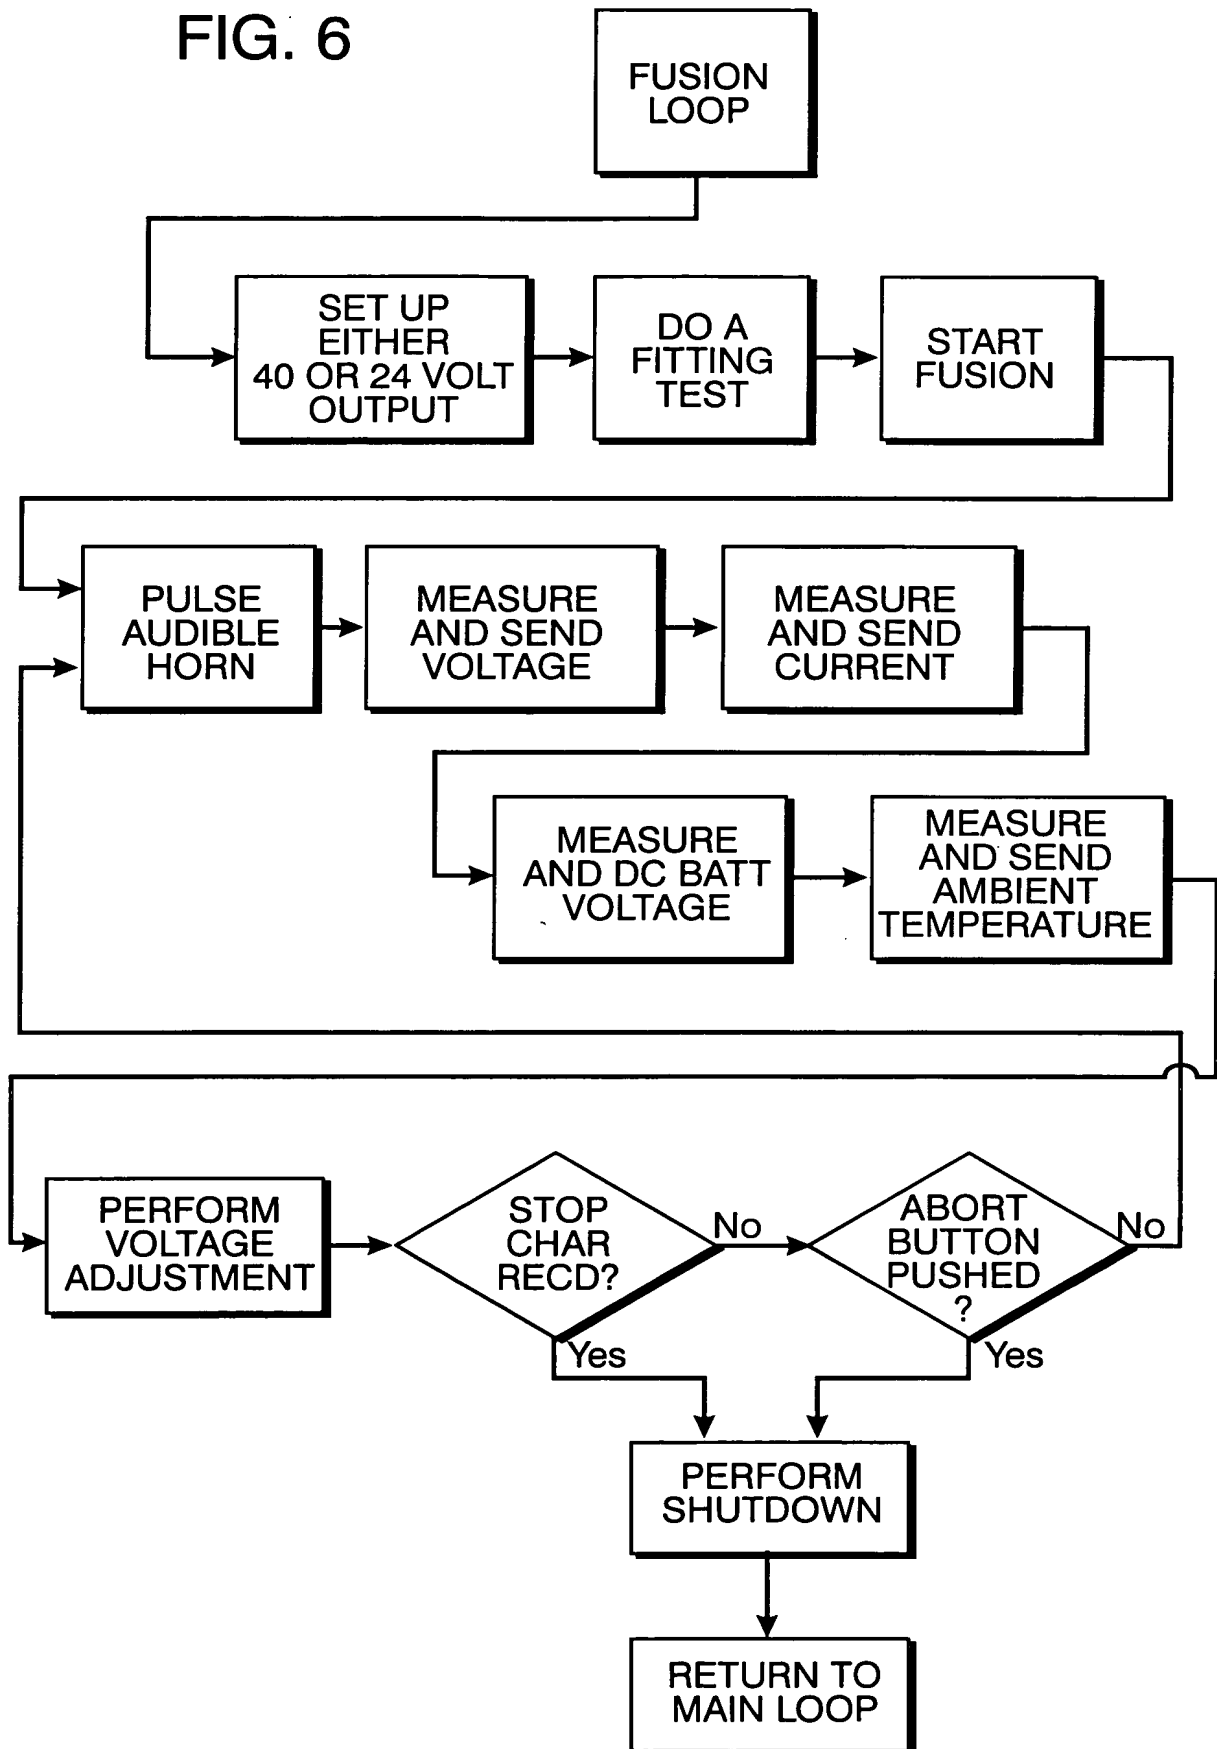 FIG. 6
FUSION
LOOP
SET UP
EITHER
40 OR 24 VOLT
OUTPUT
DO A
FITTING
TEST
START
FUSION
PULSE
AUDIBLE
HORN
MEASURE
AND SEND
VOLTAGE
MEASURE
AND SEND
CURRENT
MEASURE
AND DC BATT
VOLTAGE
MEASURE
AND SEND
AMBIENT
TEMPERATURE
PERFORM
VOLTAGE
ADJUSTMENT
STOP
CHAR
RECD?
No
Yes
ABORT
BUTTON
PUSHED
?
No
Yes
PERFORM
SHUTDOWN
RETURN TO
MAIN LOOP